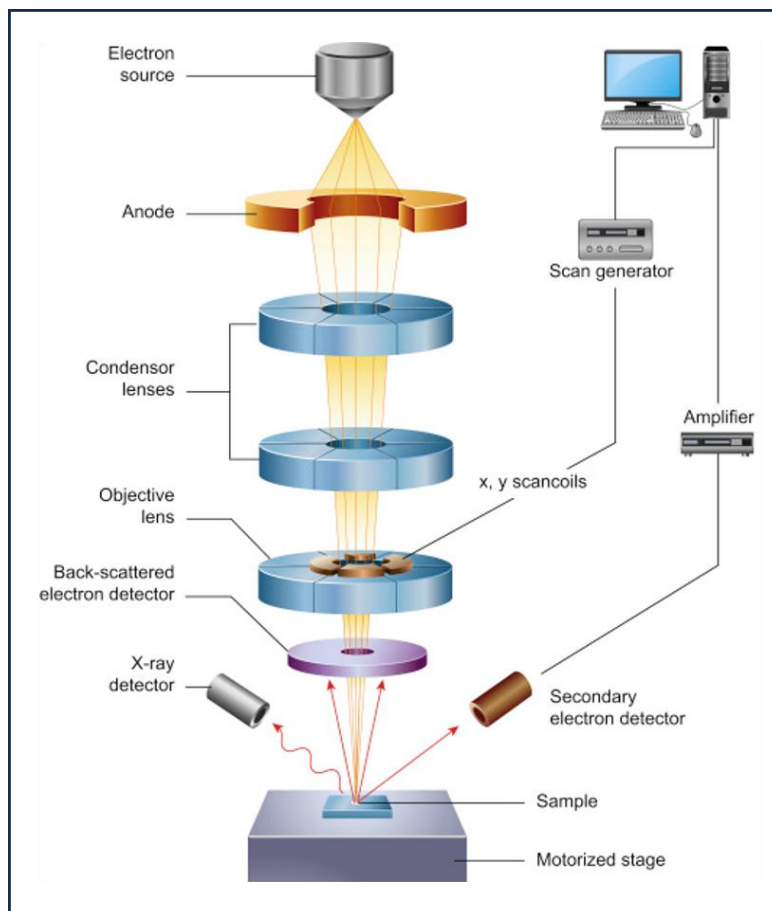 Electron
source
Anode
Scan generator
Condensor
lenses
Amplifier
x, y scancoils
Objective
lens
Back-scattered
electron detector
X-ray
detector
Secondary
electron detector
Sample
Motorized stage